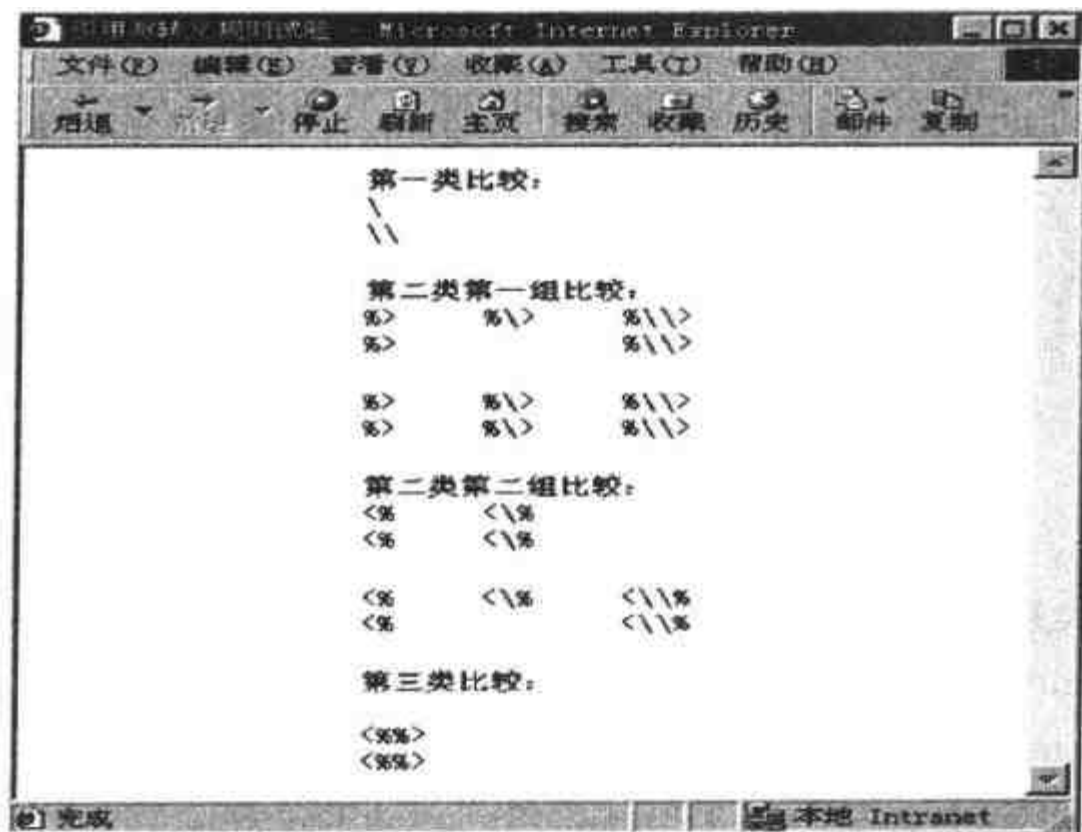 Microsoft Internet Explorer
文件(F) 编辑(E) 查看(V) 收藏(A) 工具(T) 帮助(H)
后退 前进 停止 刷新 主页 搜索 收藏 历史 邮件 复制
第一类比较:
\
\\
第二类第一组比较:
%> %\> %\\>
%> %\\>
%> %\> %\\>
%> %\> %\\>
第二类第二组比较:
<% <\%
<% <\%
<% <\% <\\%
<% <\\%
第三类比较:
<%%>
<%%>
完成 本地 Intranet